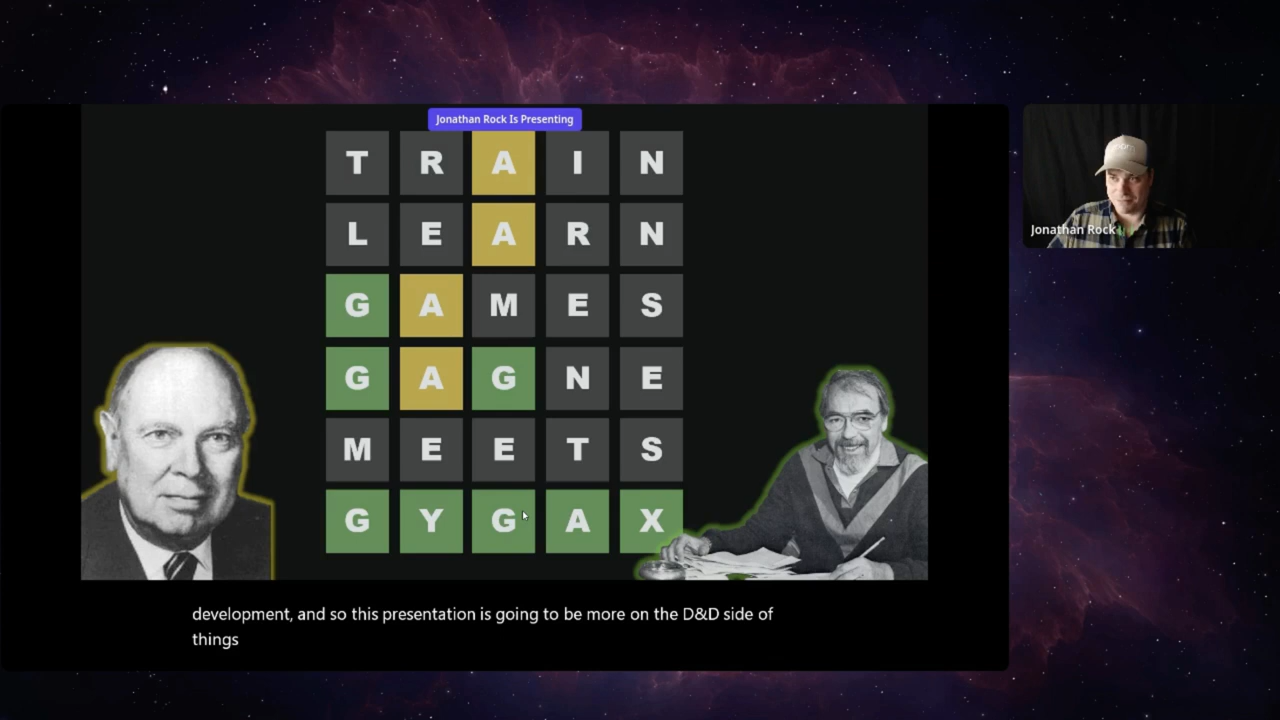 Jonathan Rock Is Presenting
T R A I N
L E A R N
G A M E S
G A G N E
M E E T S
G Y G A X
Jonathan Rock
development, and so this presentation is going to be more on the D&D side of
things